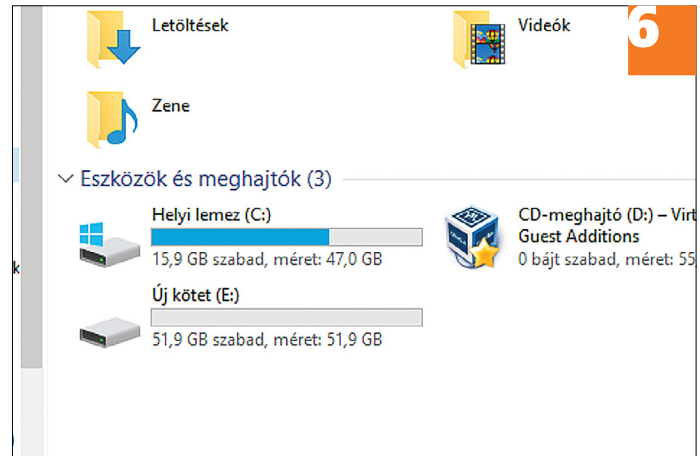 Letöltések
Videók
6
Zene
Eszközök és meghajtók (3)
Helyi lemez (C:)
15,9 GB szabad, méret: 47,0 GB
CD-meghajtó (D:) – Virt
Guest Additions
0 bájt szabad, méret: 55,
k
Új kötet (E:)
51,9 GB szabad, méret: 51,9 GB
)